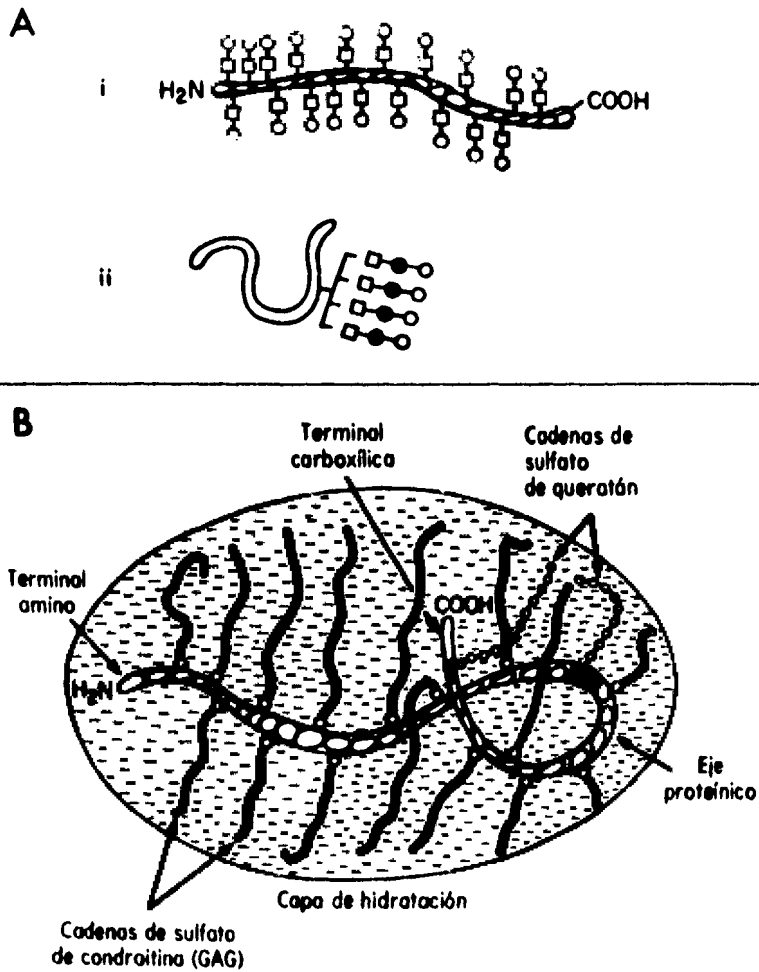 A
i
H₂N
COOH
ii
B
Terminal
carboxílica
Cadenas de
sulfato
de queratán
Terminal
amino
COOH
H₂N
Eje
proteínico
Capa de hidratación
Cadenas de sulfato
de condroitina (GAG)